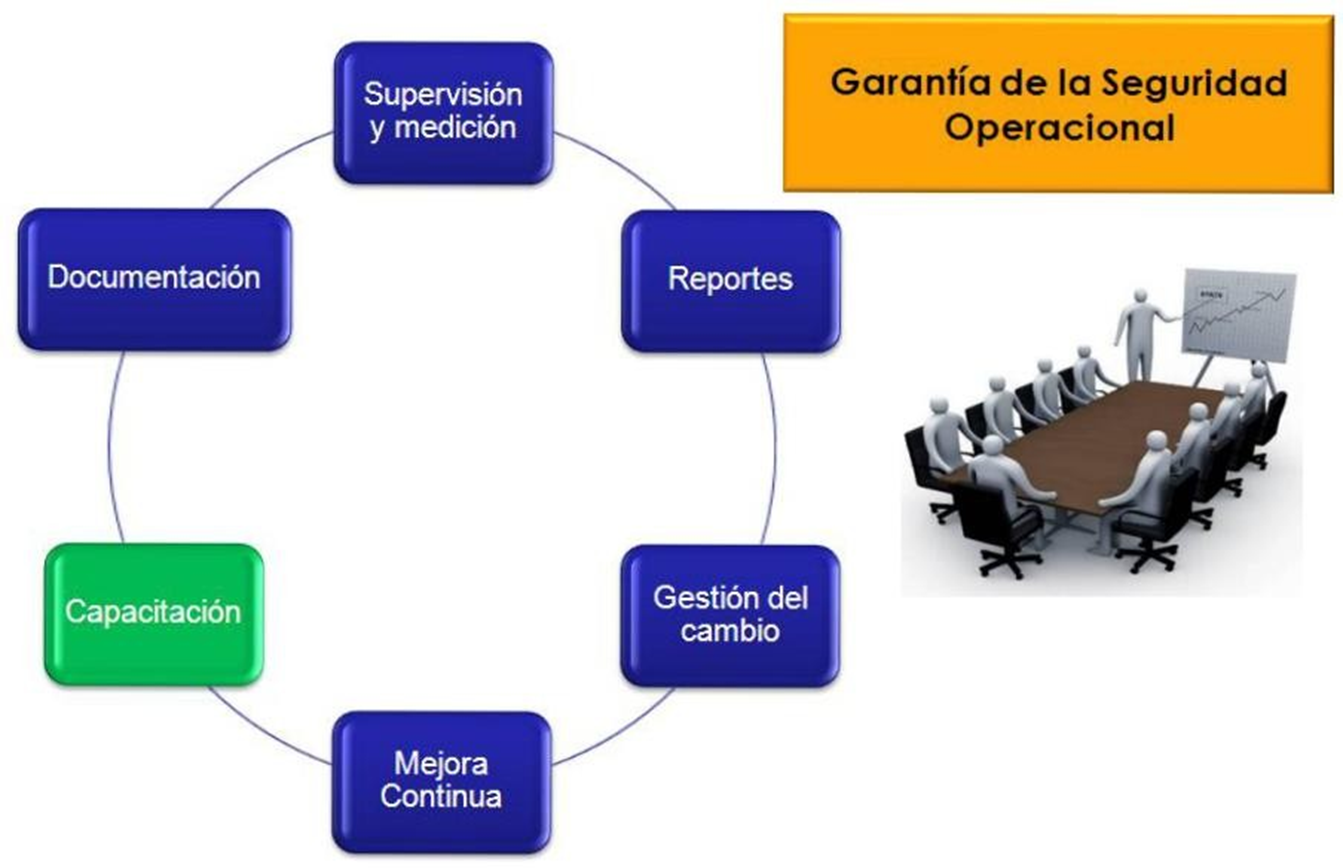 Garantía de la Seguridad
Operacional
Supervisión
y medición
Reportes
Gestión del
cambio
Mejora
Continua
Capacitación
Documentación